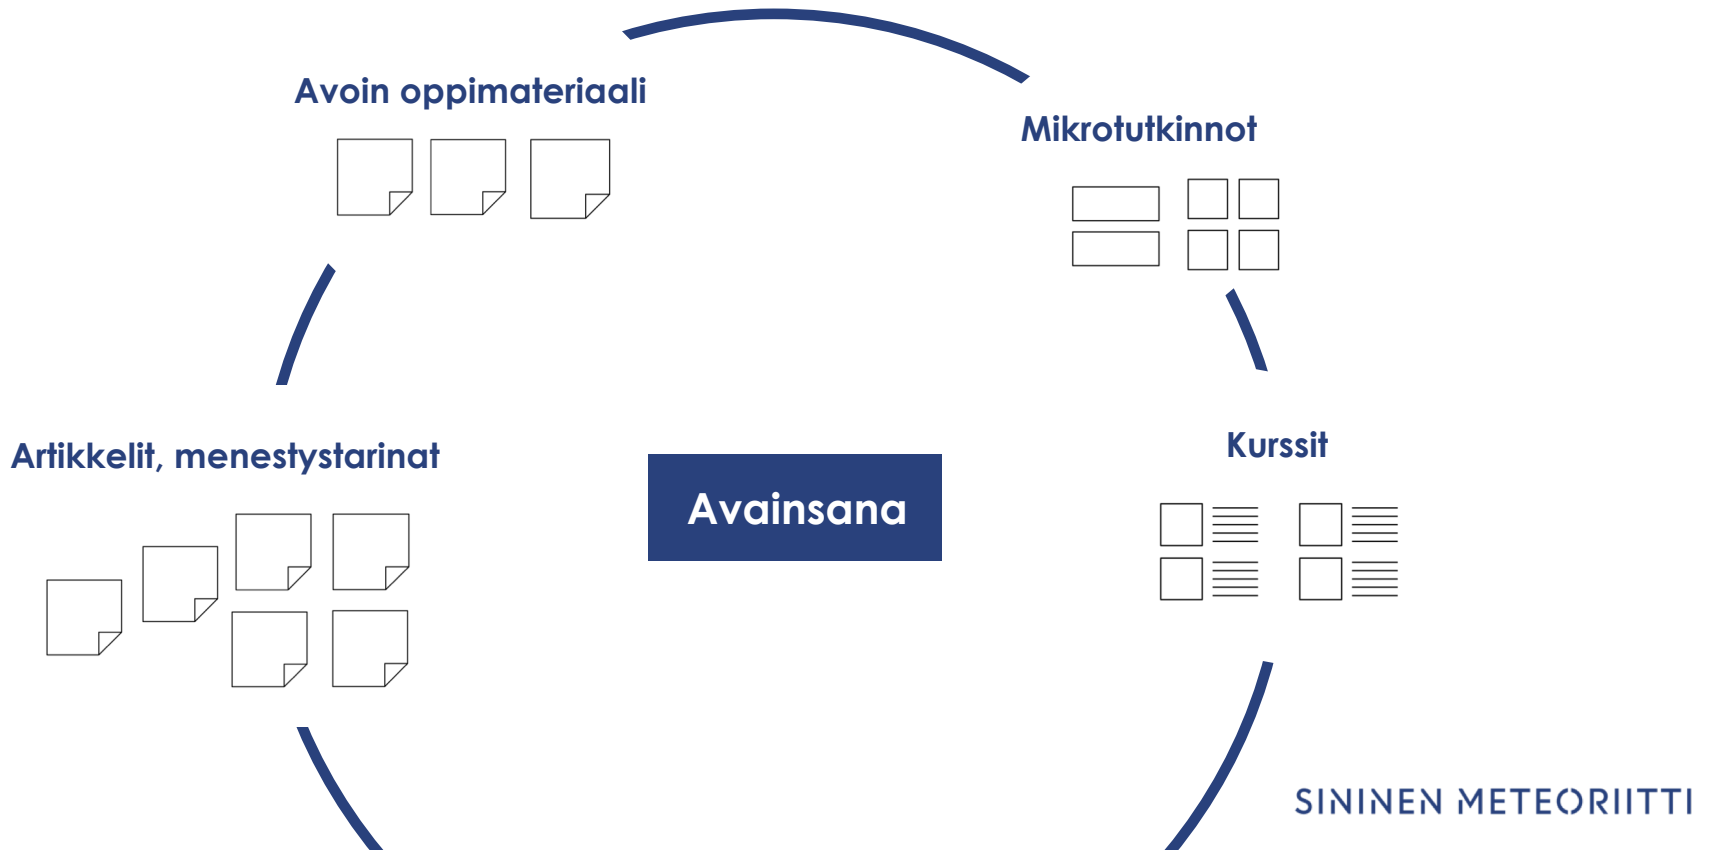 Avoin oppimateriaali
Mikrotutkinnot
Artikkelit, menestystarinat
Kurssit
Avainsana
SININEN METEORIITTI